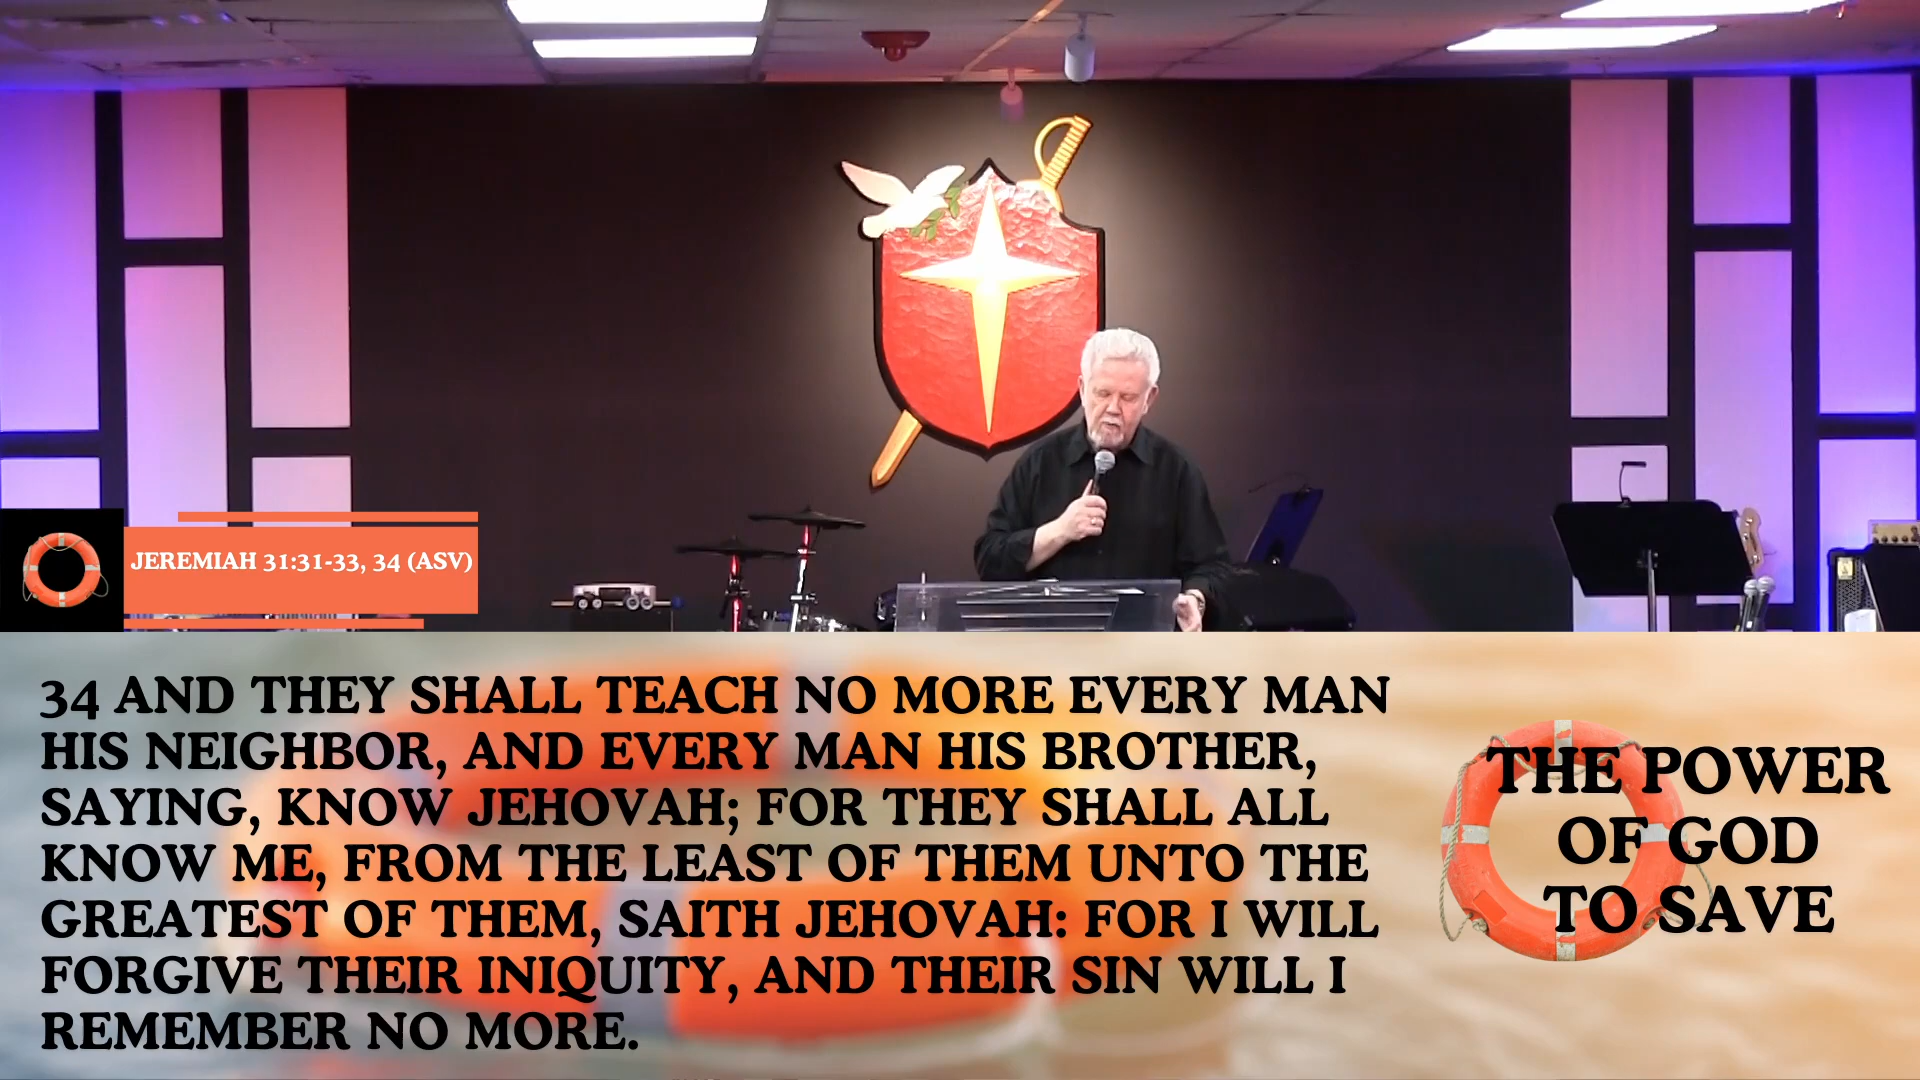 JEREMIAH 31:31-33, 34 (ASV)
34 AND THEY SHALL TEACH NO MORE EVERY MAN
HIS NEIGHBOR, AND EVERY MAN HIS BROTHER,
SAYING, KNOW JEHOVAH; FOR THEY SHALL ALL
KNOW ME, FROM THE LEAST OF THEM UNTO THE
GREATEST OF THEM, SAITH JEHOVAH: FOR I WILL
FORGIVE THEIR INIQUITY, AND THEIR SIN WILL I
REMEMBER NO MORE.
THE POWER
OF GOD
TO SAVE